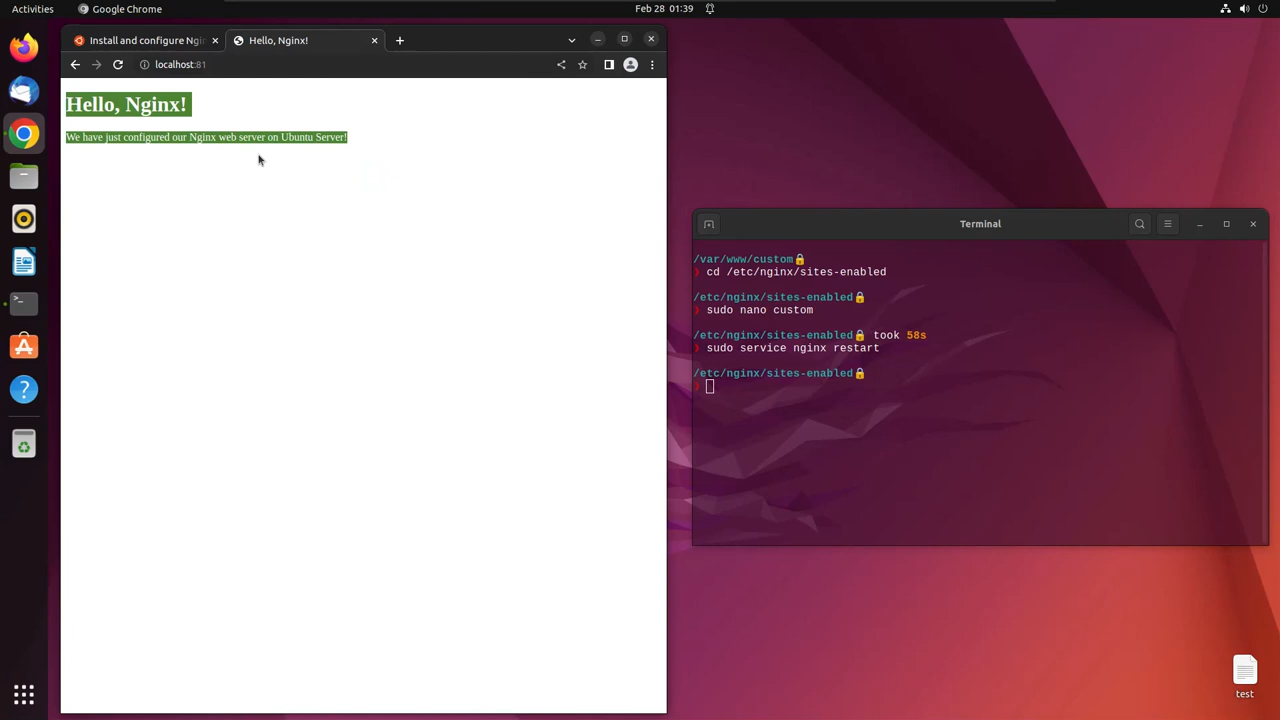 Activities
Google Chrome
Feb 28 01:39
Install and configure Ngi
Hello, Nginx!
localhost:81
Hello, Nginx!
We have just configured our Nginx web server on Ubuntu Server!
Terminal
/var/www/custom
❯ cd /etc/nginx/sites-enabled
/etc/nginx/sites-enabled
❯ sudo nano custom
/etc/nginx/sites-enabled took 58s
❯ sudo service nginx restart
/etc/nginx/sites-enabled
❯
test